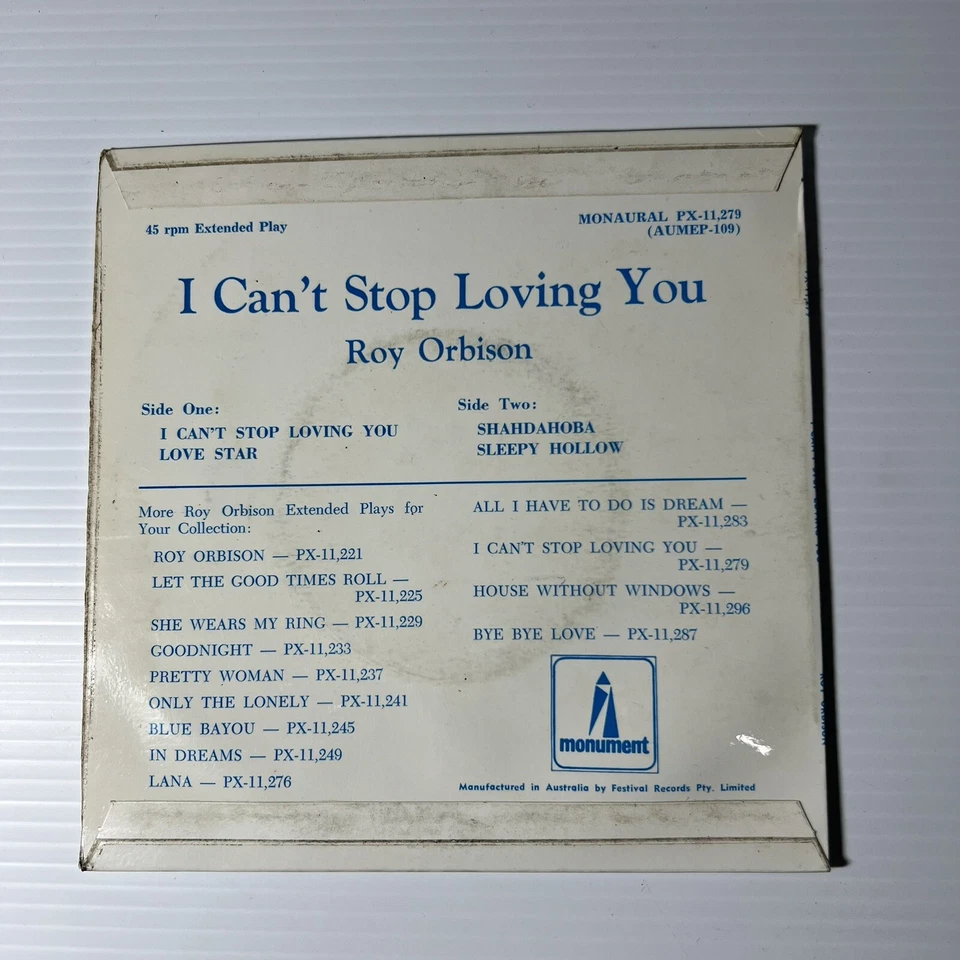 45 rpm Extended Play
MONAURAL PX-11,279
(AUMEP-109)
I Can't Stop Loving You
Roy Orbison
Side One:
I CAN'T STOP LOVING YOU
LOVE STAR
Side Two:
SHAHDAHOBA
SLEEPY HOLLOW
More Roy Orbison Extended Plays for
Your Collection:
ROY ORBISON — PX-11,221
LET THE GOOD TIMES ROLL —
PX-11,225
SHE WEARS MY RING — PX-11,229
GOODNIGHT — PX-11,233
PRETTY WOMAN — PX-11,237
ONLY THE LONELY — PX-11,241
BLUE BAYOU — PX-11,245
IN DREAMS — PX-11,249
LANA — PX-11,276
ALL I HAVE TO DO IS DREAM —
PX-11,283
I CAN'T STOP LOVING YOU —
PX-11,279
HOUSE WITHOUT WINDOWS —
PX-11,296
BYE BYE LOVE — PX-11,287
monument
Manufactured in Australia by Festival Records Pty. Limited